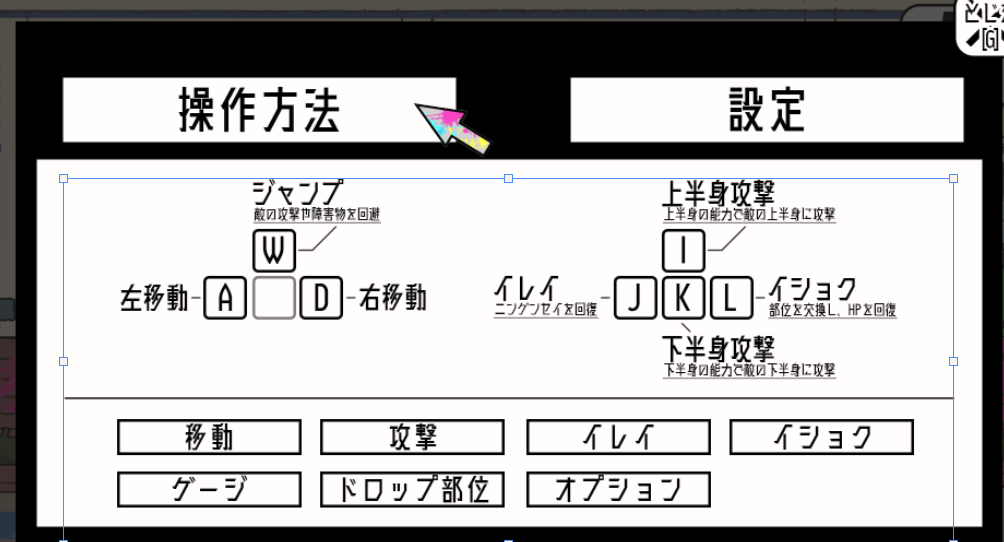 とじ
[G]
操作方法
設定
ジャンプ
敵の攻撃や障害物を回避
W
左移動
A
D
右移動
上半身攻撃
上半身の能力で敵の上半身に攻撃
I
イレイ
ニンゲンセイを回復
J
K
L
イショク
部位を交換し、HPを回復
下半身攻撃
下半身の能力で敵の下半身に攻撃
移動
攻撃
イレイ
イショク
ゲージ
ドロップ部位
オプション